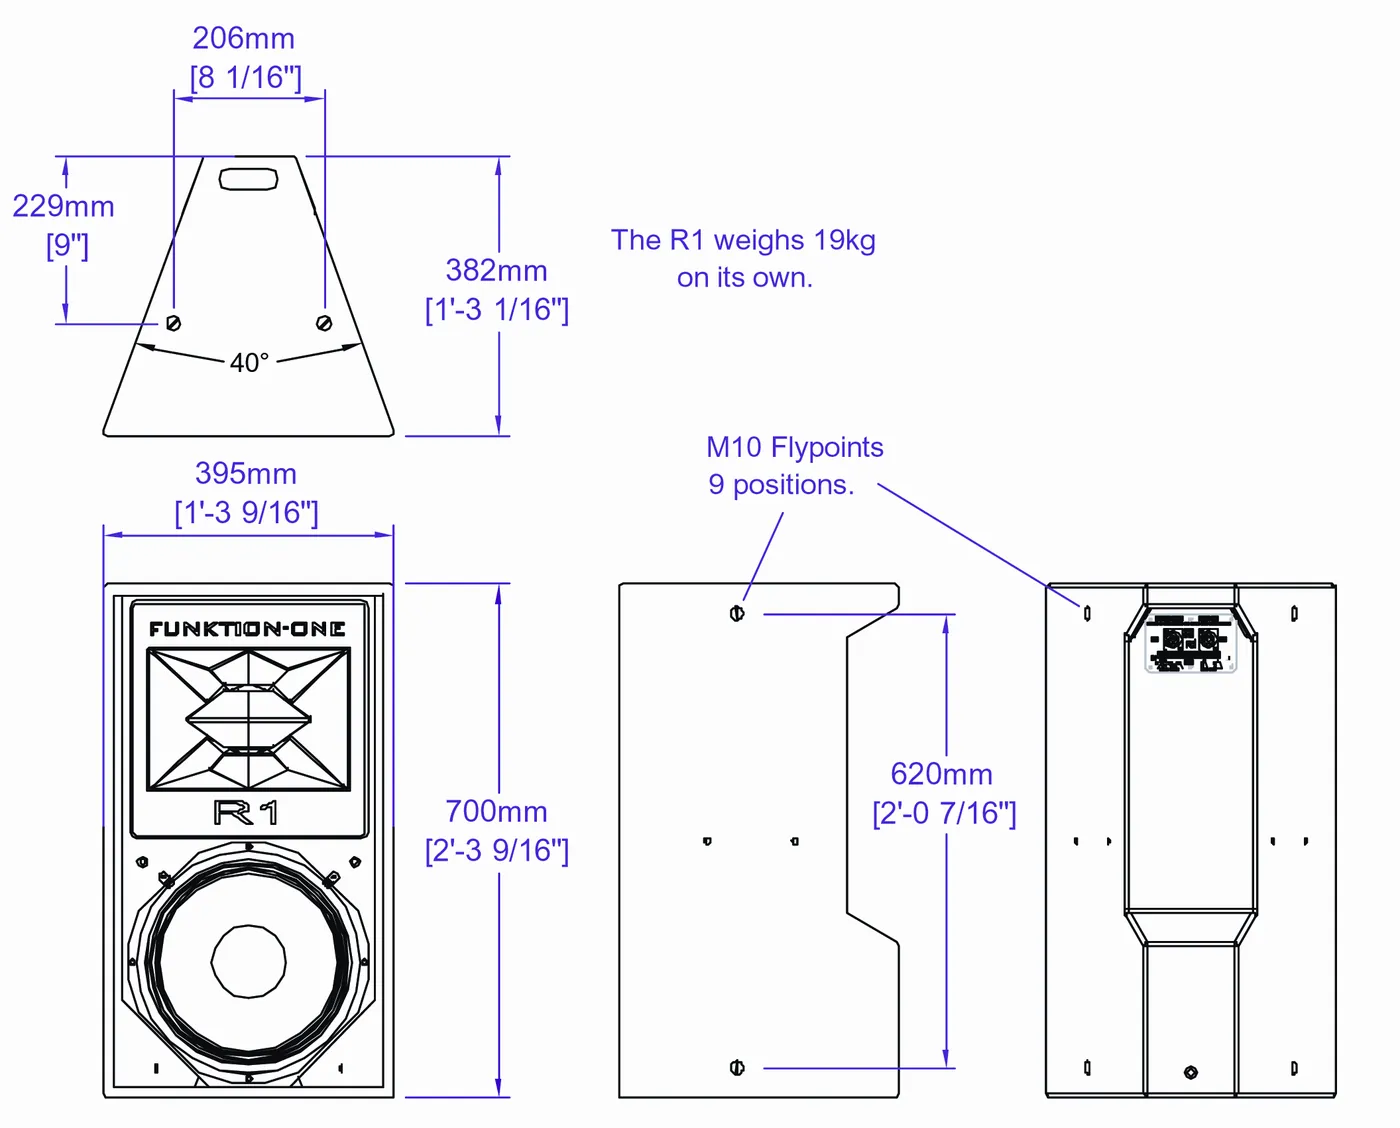 206mm
[8 1/16"]
229mm
[9"]
382mm
[1'-3 1/16"]
40°
The R1 weighs 19kg
on its own.
M10 Flypoints
9 positions.
395mm
[1'-3 9/16"]
FUNKTION-ONE
R1
700mm
[2'-3 9/16"]
620mm
[2'-0 7/16"]